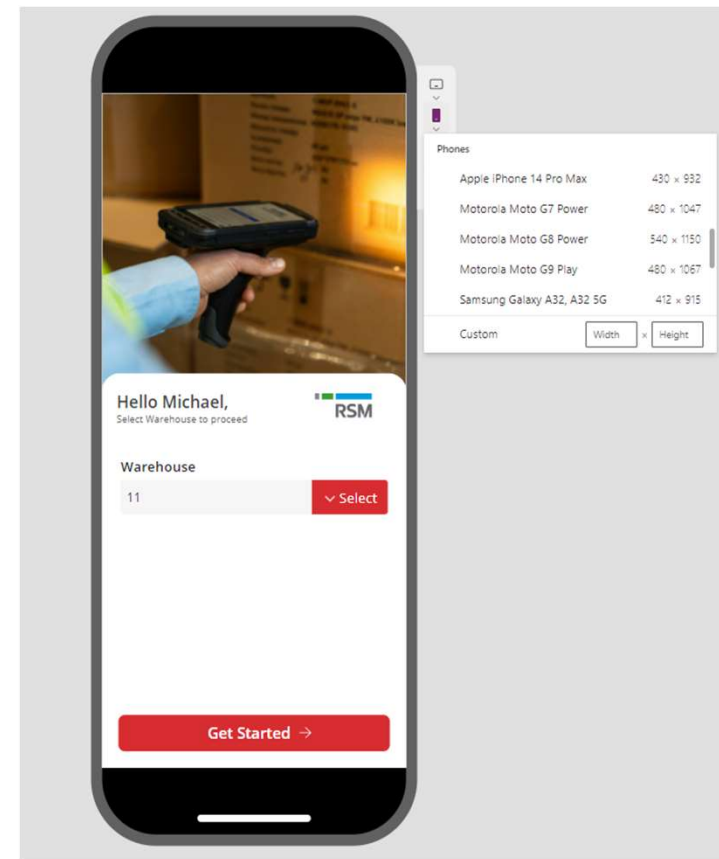 Hello Michael,
Select Warehouse to proceed
RSM
Warehouse
11
Select
Get Started →
Phones
Apple iPhone 14 Pro Max 430 × 932
Motorola Moto G7 Power 480 × 1047
Motorola Moto G8 Power 540 × 1150
Motorola Moto G9 Play 480 × 1067
Samsung Galaxy A32, A32 5G 412 × 915
Custom Width × Height